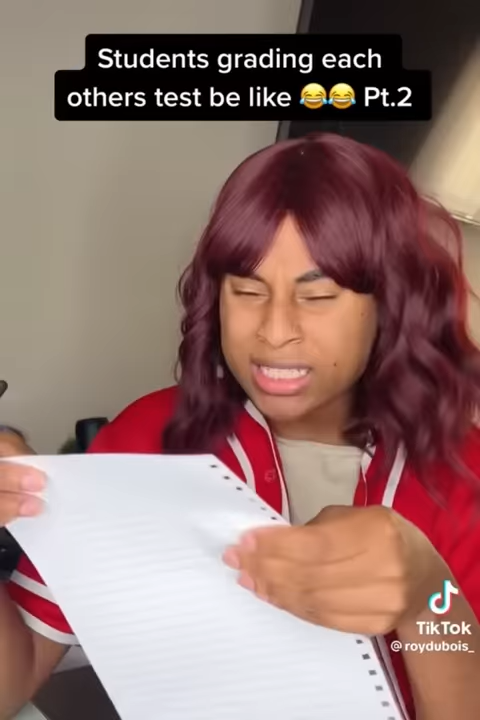 Students grading each
others test be like 😂😂 Pt.2
TikTok
@roydubois_